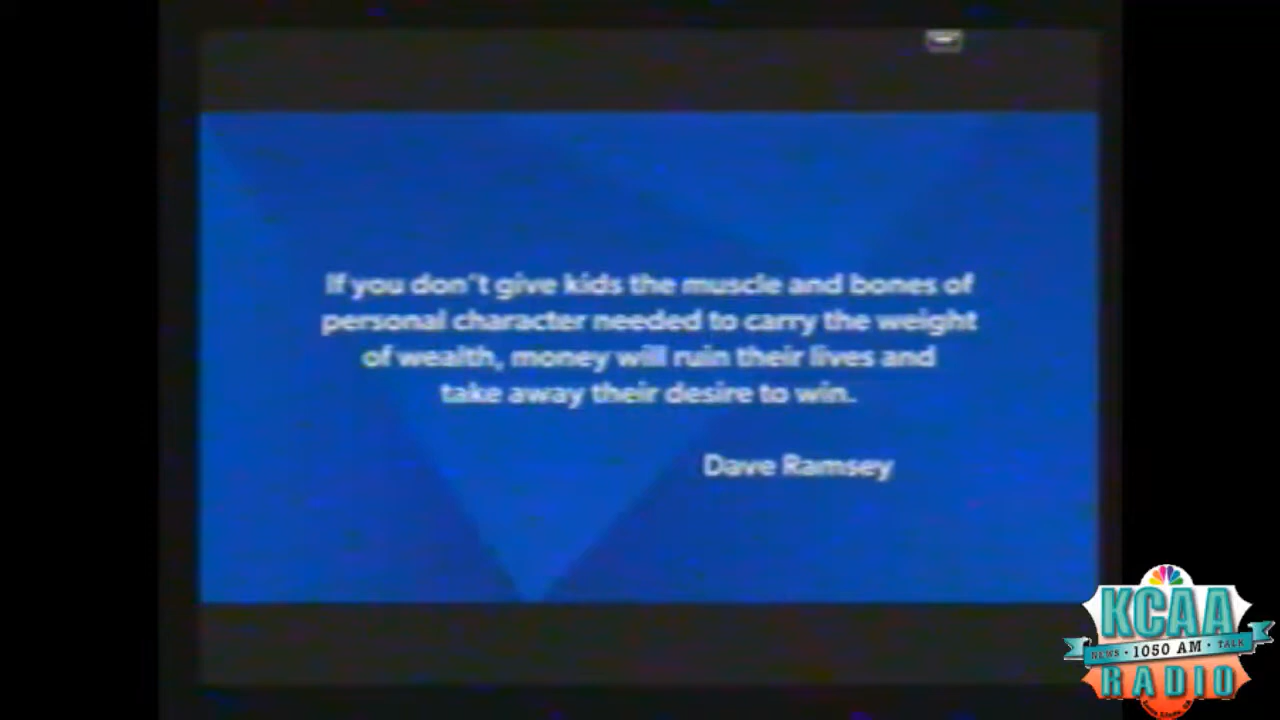 If you don't give kids the muscle and bones of
personal character needed to carry the weight
of wealth, money will ruin their lives and
take away their desire to win.
Dave Ramsey
KCAA
NEWS · 1050 AM · TALK
RADIO